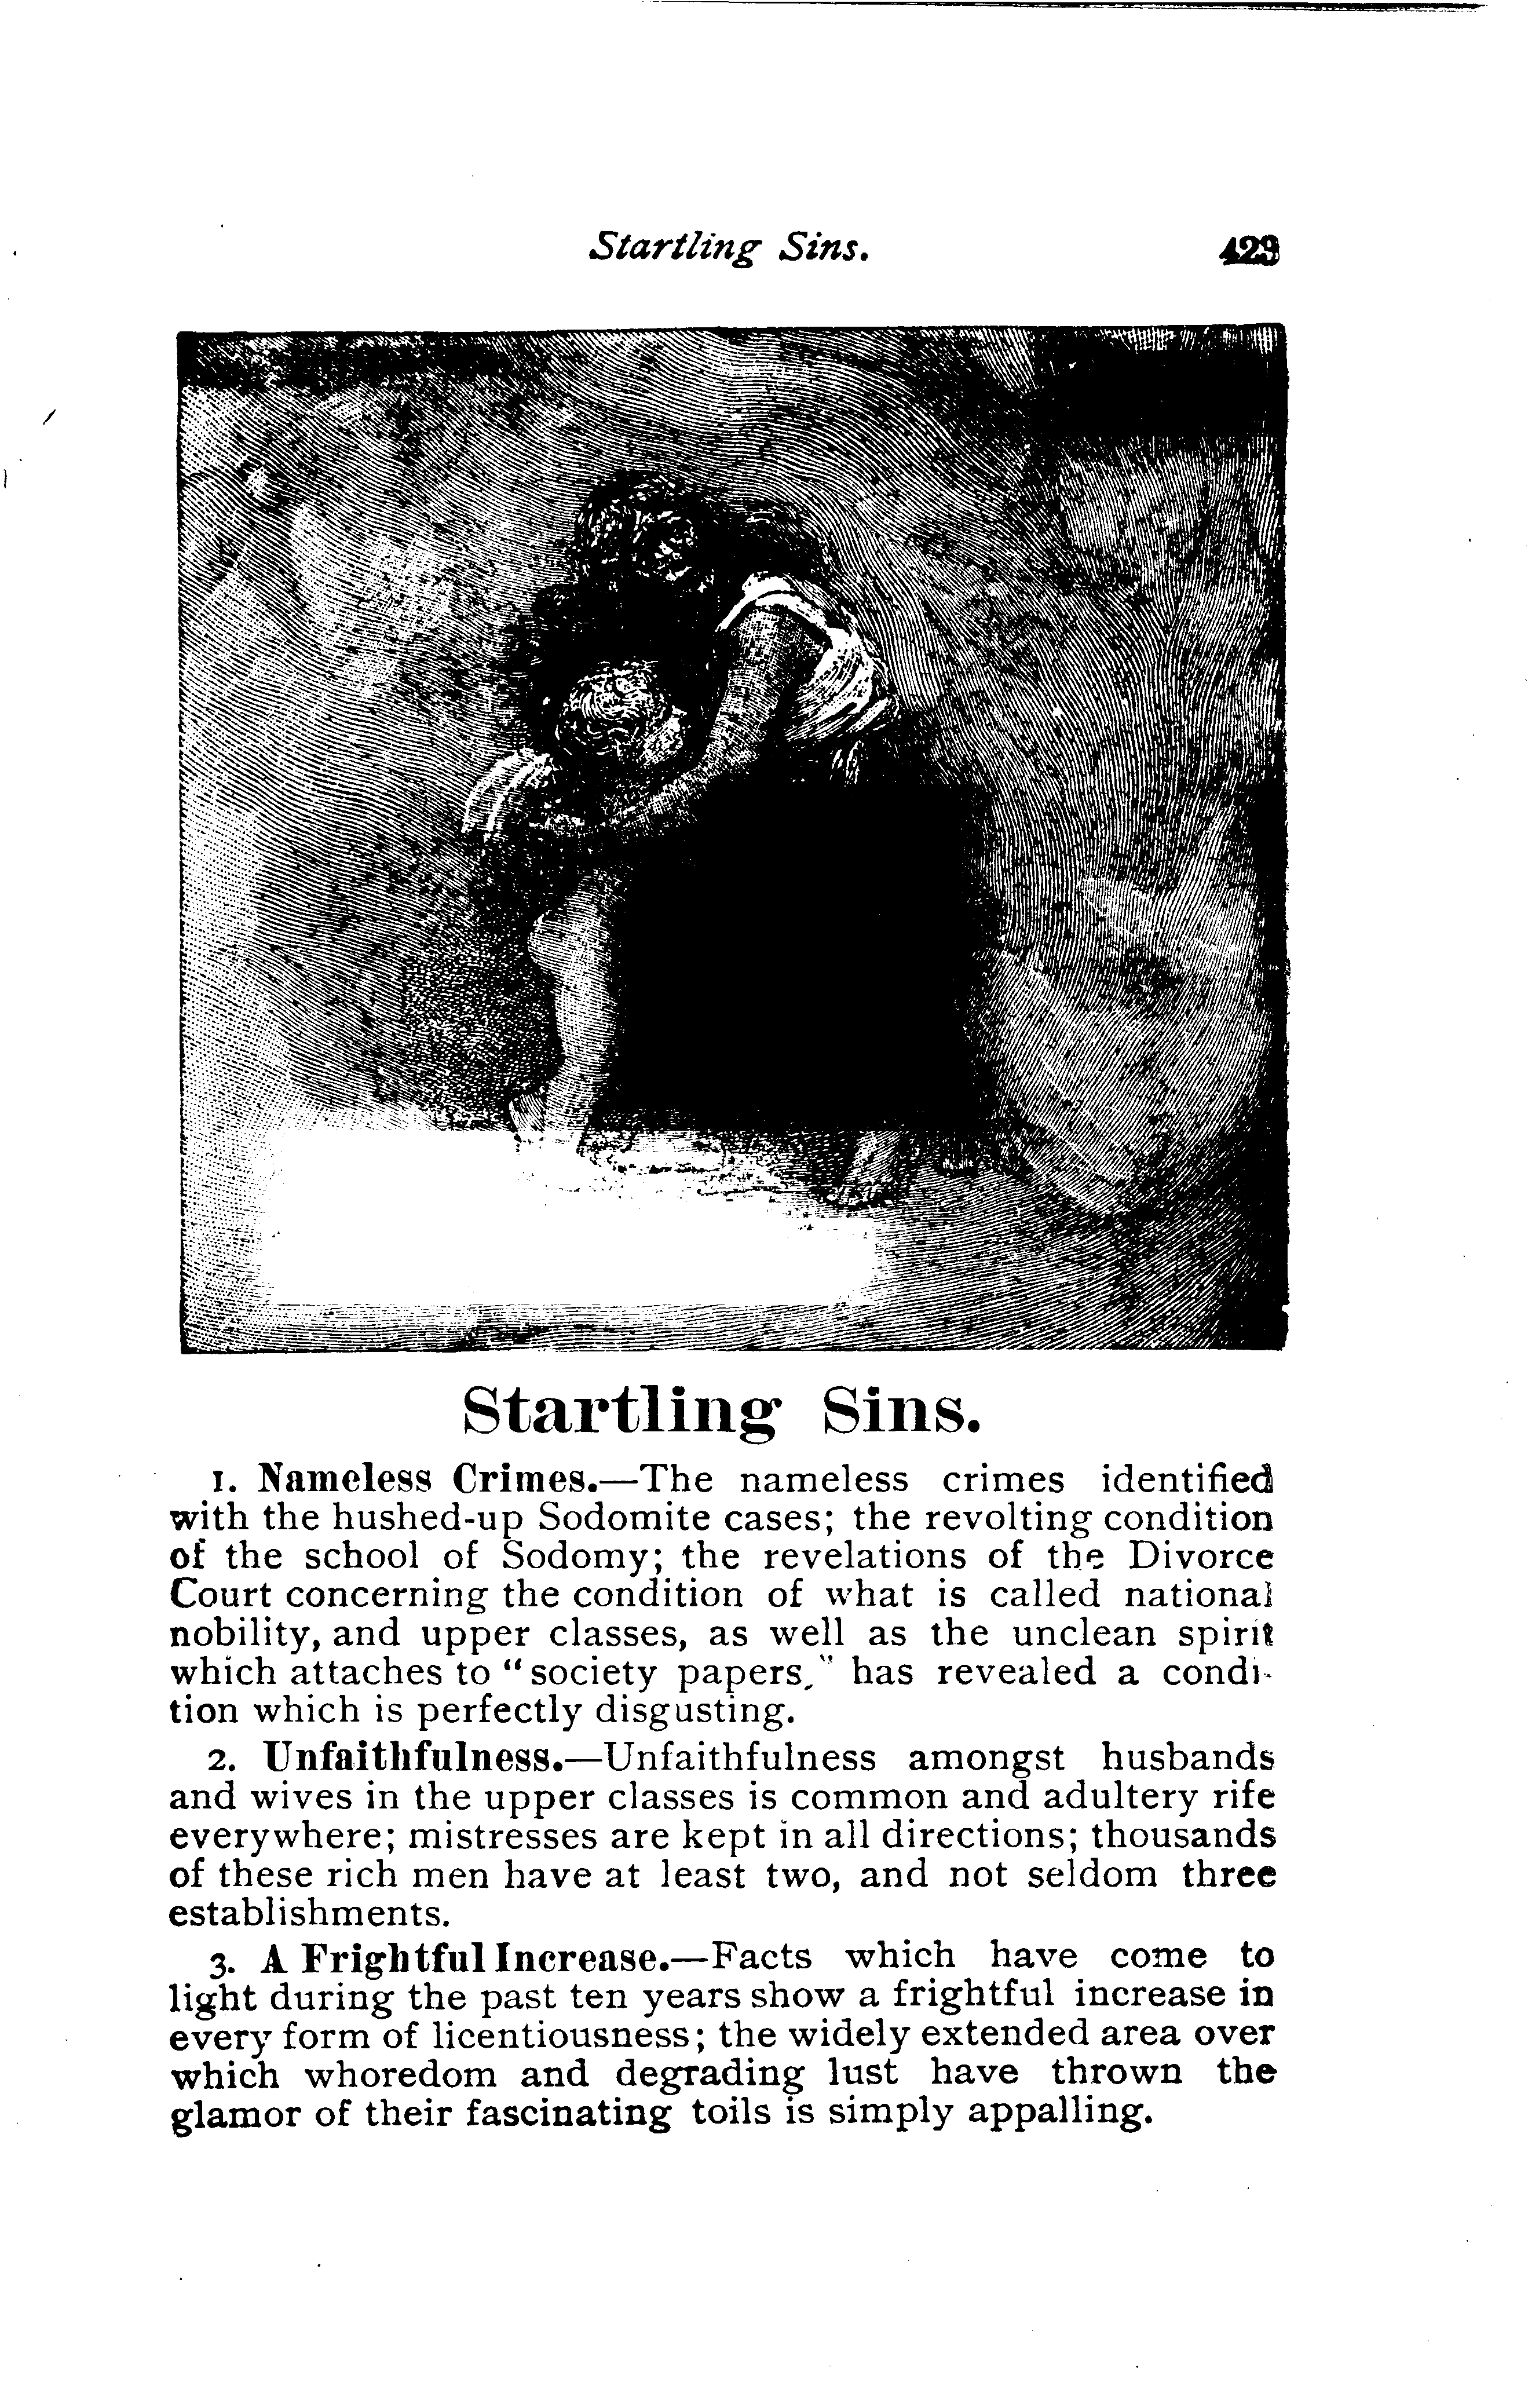 Startling Sins. 423
Startling Sins.
1. Nameless Crimes.—The nameless crimes identified
with the hushed-up Sodomite cases; the revolting condition
of the school of Sodomy; the revelations of the Divorce
Court concerning the condition of what is called national
nobility, and upper classes, as well as the unclean spirit
which attaches to "society papers," has revealed a condi-
tion which is perfectly disgusting.
2. Unfaithfulness.—Unfaithfulness amongst husbands
and wives in the upper classes is common and adultery rife
everywhere; mistresses are kept in all directions; thousands
of these rich men have at least two, and not seldom three
establishments.
3. A Frightful Increase.—Facts which have come to
light during the past ten years show a frightful increase in
every form of licentiousness; the widely extended area over
which whoredom and degrading lust have thrown the
glamor of their fascinating toils is simply appalling.